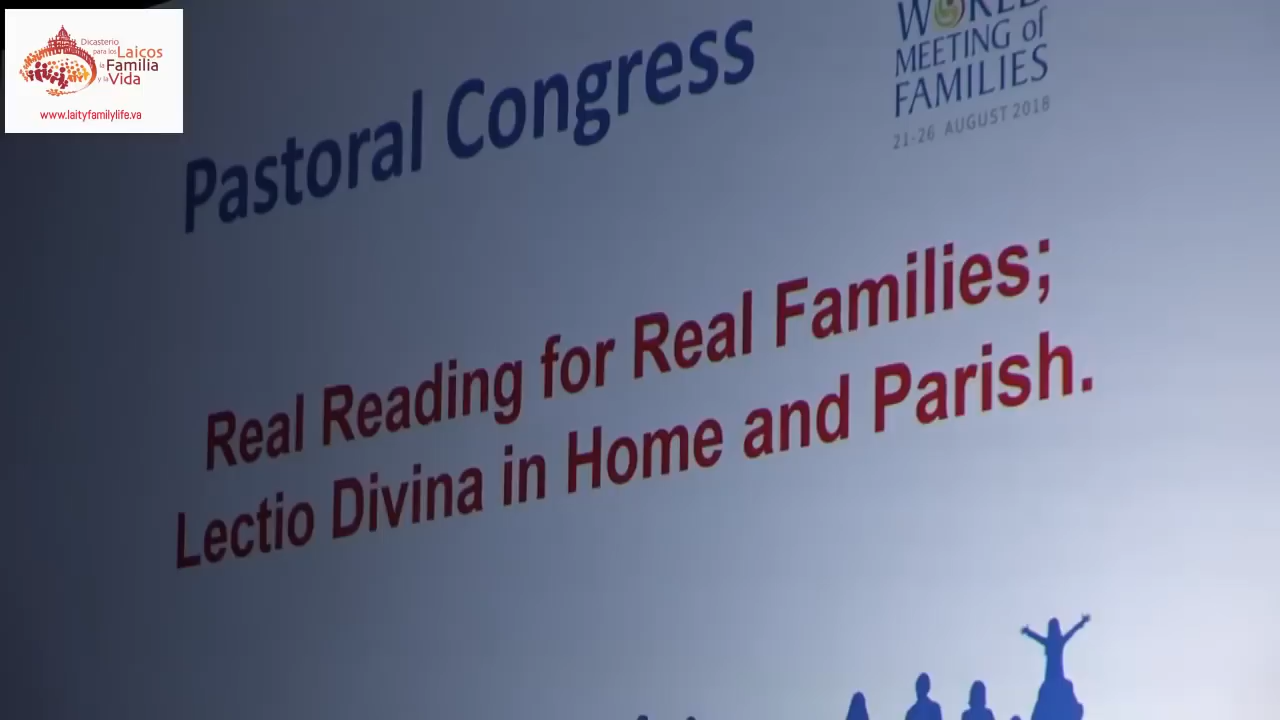 Dicasterio
para los Laicos
la Familia
y la Vida
www.laityfamilylife.va
Pastoral Congress
WORLD
MEETING of
FAMILIES
21-26 AUGUST 2018
Real Reading for Real Families;
Lectio Divina in Home and Parish.